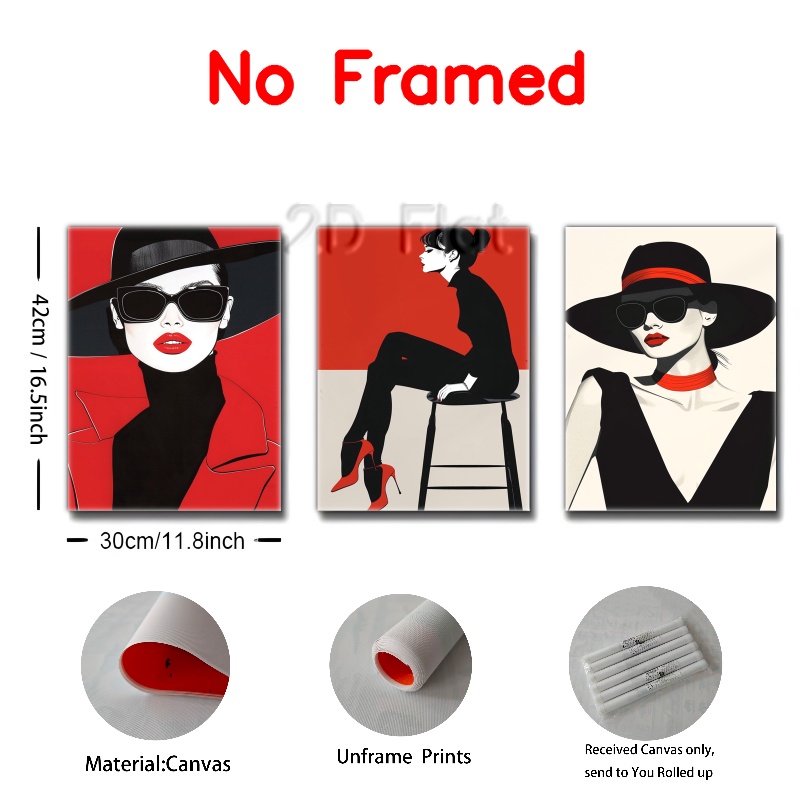 No Framed
2D Flat
42cm / 16.5inch
30cm/11.8inch
Material:Canvas
Unframe Prints
Received Canvas only,
send to You Rolled up